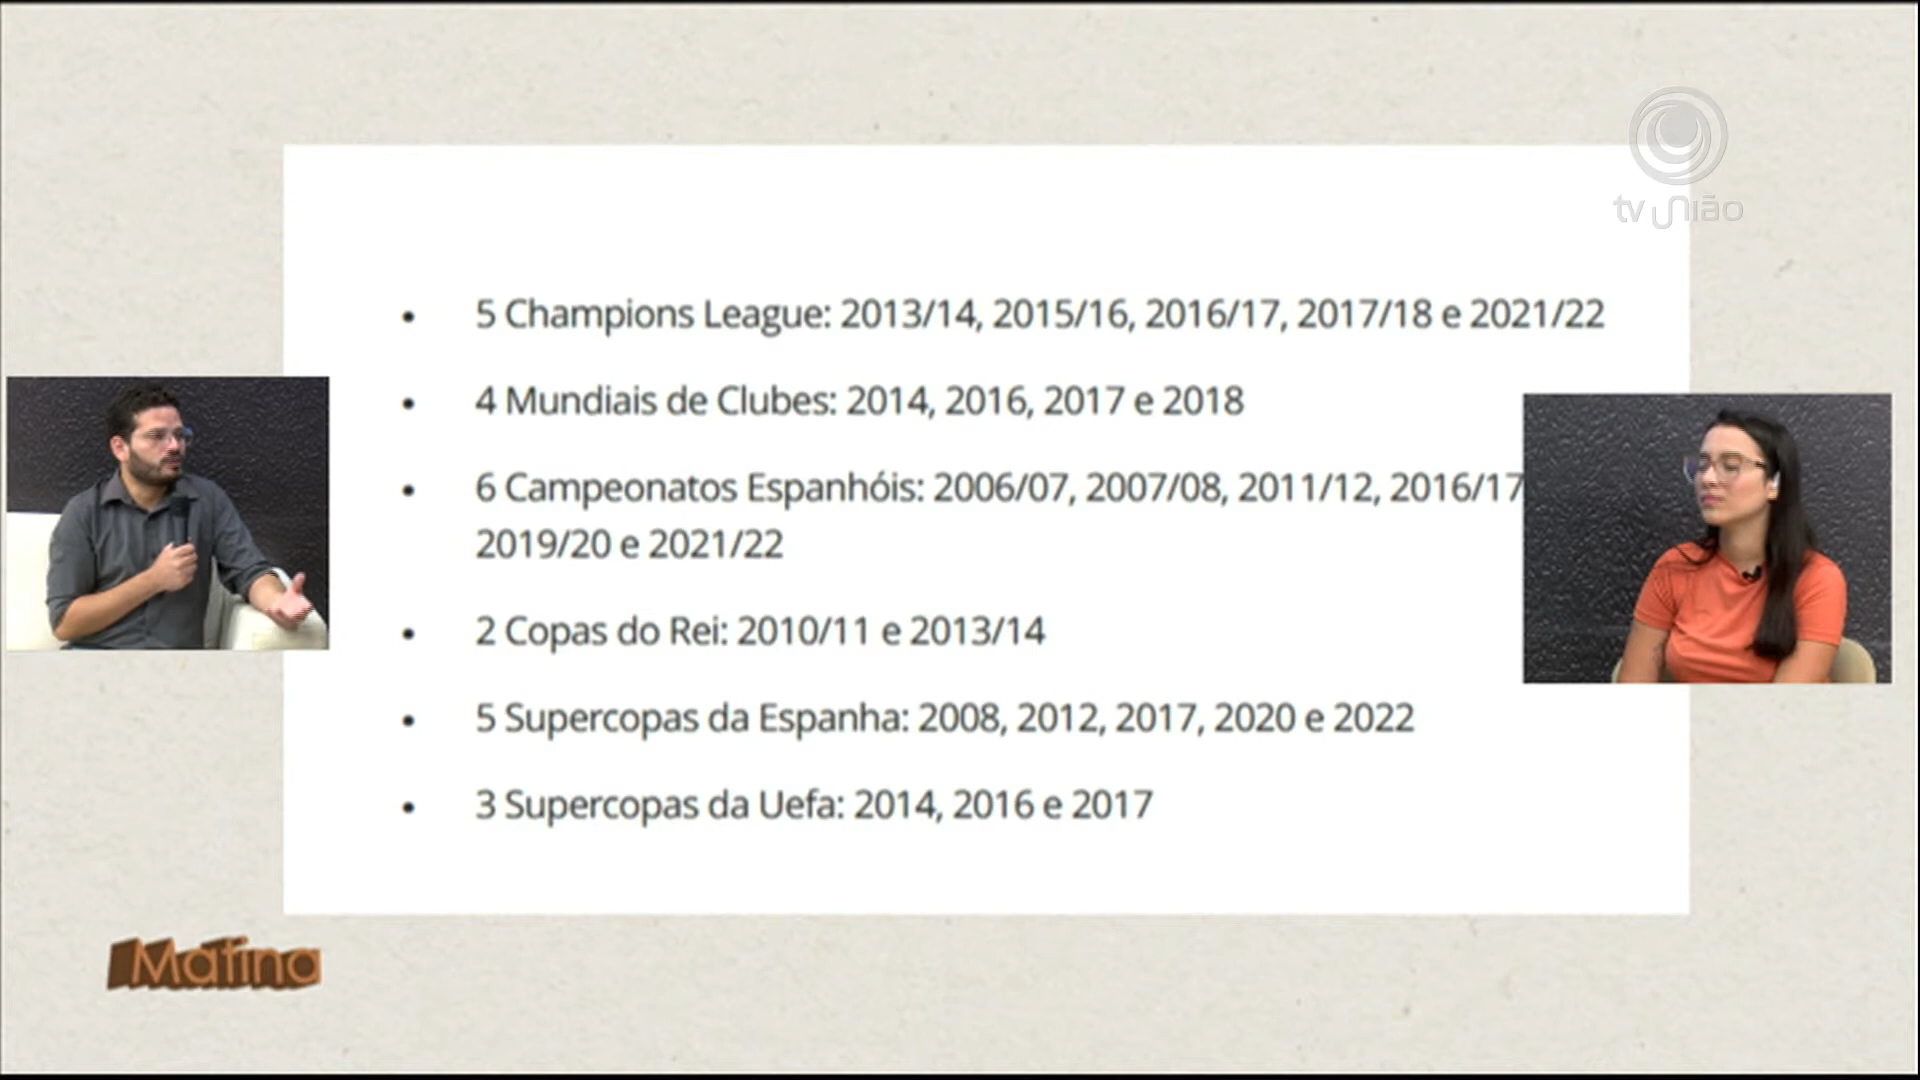 tv união
• 5 Champions League: 2013/14, 2015/16, 2016/17, 2017/18 e 2021/22
• 4 Mundiais de Clubes: 2014, 2016, 2017 e 2018
• 6 Campeonatos Espanhóis: 2006/07, 2007/08, 2011/12, 2016/17
2019/20 e 2021/22
• 2 Copas do Rei: 2010/11 e 2013/14
• 5 Supercopas da Espanha: 2008, 2012, 2017, 2020 e 2022
• 3 Supercopas da Uefa: 2014, 2016 e 2017
Matina